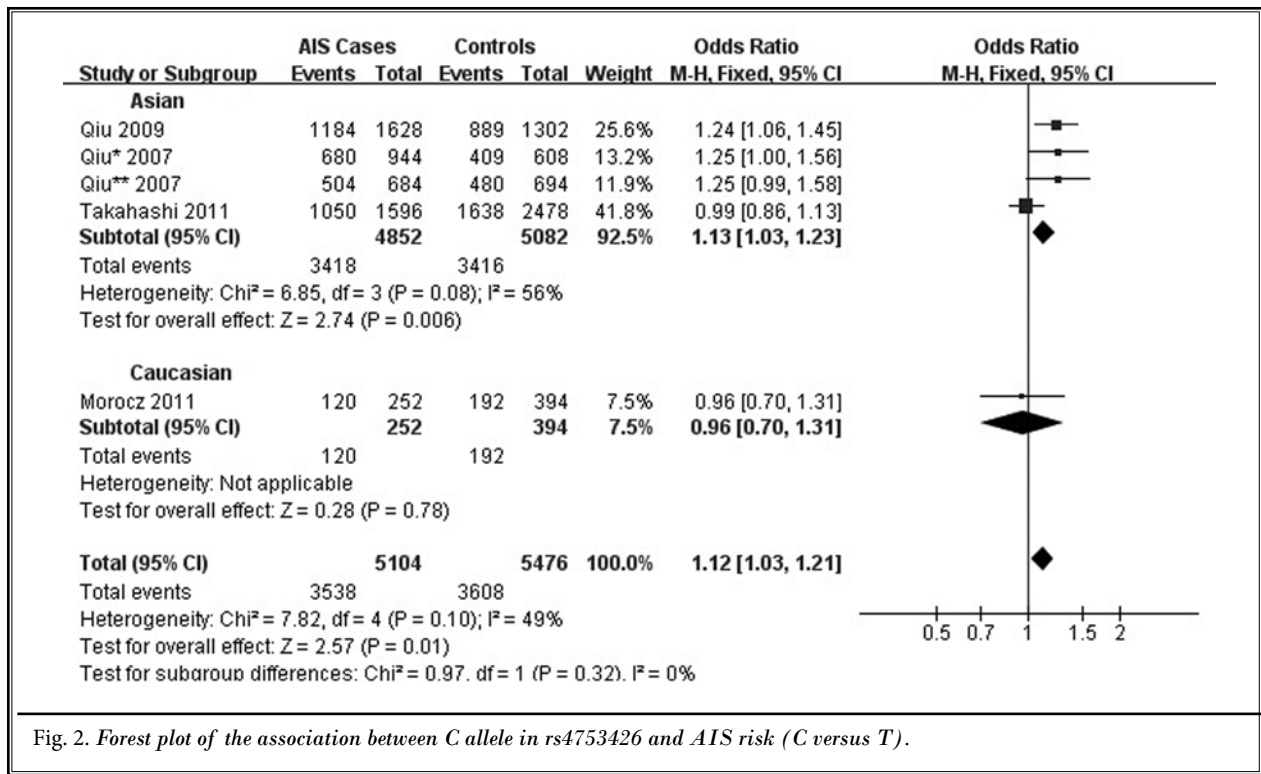 AIS Cases Controls Odds Ratio Odds Ratio
Study or Subgroup Events Total Events Total Weight M-H, Fixed, 95% CI M-H, Fixed, 95% CI
Asian
Qiu 2009 1184 1628 889 1302 25.6% 1.24 [1.06, 1.45]
Qiu* 2007 680 944 409 608 13.2% 1.25 [1.00, 1.56]
Qiu** 2007 504 684 480 694 11.9% 1.25 [0.99, 1.58]
Takahashi 2011 1050 1596 1638 2478 41.8% 0.99 [0.86, 1.13]
Subtotal (95% CI) 4852 5082 92.5% 1.13 [1.03, 1.23]
Total events 3418 3416
Heterogeneity: Chi² = 6.85, df = 3 (P = 0.08); I² = 56%
Test for overall effect: Z = 2.74 (P = 0.006)
Caucasian
Morocz 2011 120 252 192 394 7.5% 0.96 [0.70, 1.31]
Subtotal (95% CI) 252 394 7.5% 0.96 [0.70, 1.31]
Total events 120 192
Heterogeneity: Not applicable
Test for overall effect: Z = 0.28 (P = 0.78)
Total (95% CI) 5104 5476 100.0% 1.12 [1.03, 1.21]
Total events 3538 3608
Heterogeneity: Chi² = 7.82, df = 4 (P = 0.10); I² = 49%
Test for overall effect: Z = 2.57 (P = 0.01)
Test for subgroup differences: Chi² = 0.97. df = 1 (P = 0.32). I² = 0%
0.5 0.7 1 1.5 2
Fig. 2. Forest plot of the association between C allele in rs4753426 and AIS risk (C versus T).